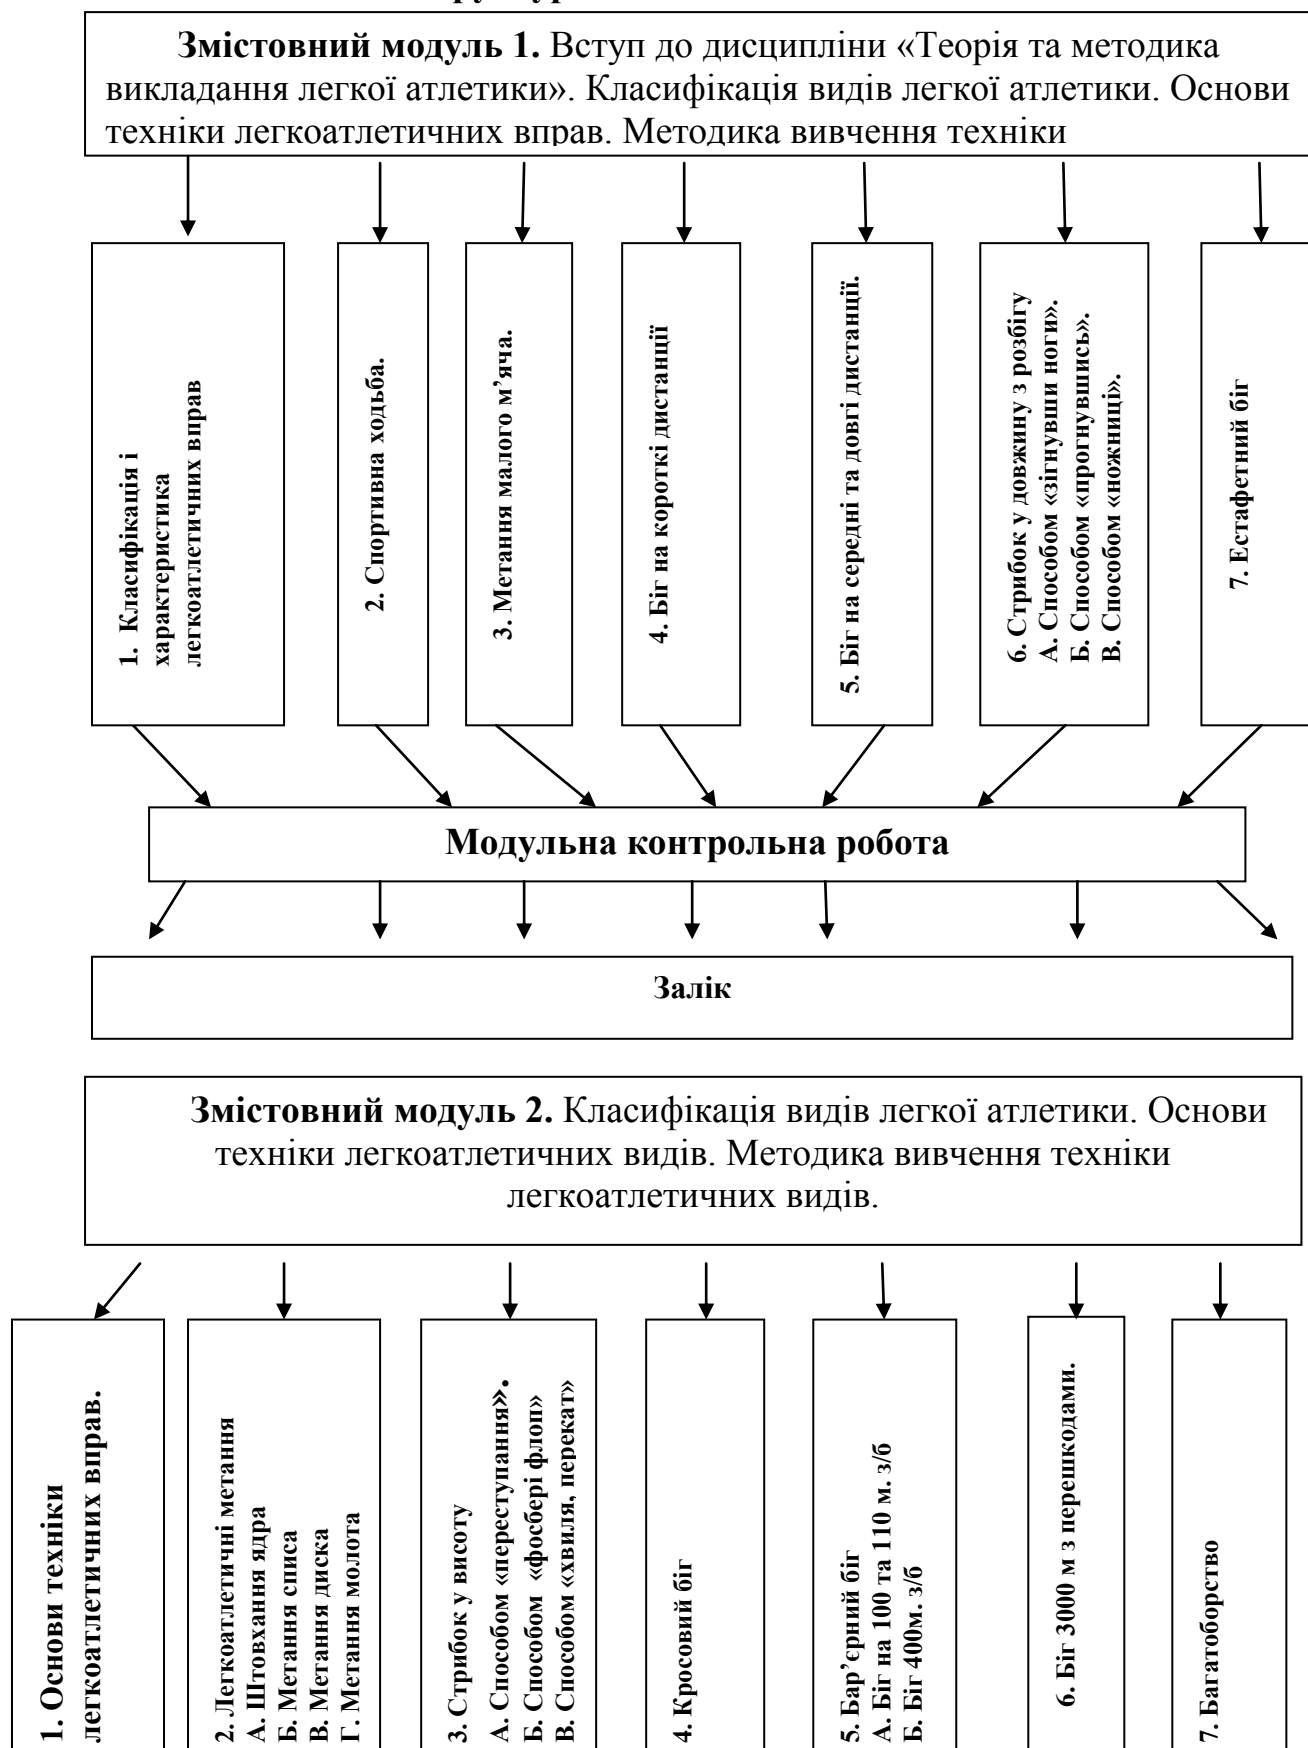 Змістовний модуль 1. Вступ до дисципліни «Теорія та методика
викладання легкої атлетики». Класифікація видів легкої атлетики. Основи
техніки легкоатлетичних вправ. Методика вивчення техніки
1. Класифікація і
характеристика
легкоатлетичних вправ
2. Спортивна ходьба.
3. Метання малого м’яча.
4. Біг на короткі дистанції
5. Біг на середні та довгі дистанції.
6. Стрибок у довжину з розбігу
А. Способом «зігнувши ноги».
Б. Способом «прогнувшись».
В. Способом «ножниці».
7. Естафетний біг
Модульна контрольна робота
Залік
Змістовний модуль 2. Класифікація видів легкої атлетики. Основи
техніки легкоатлетичних видів. Методика вивчення техніки
легкоатлетичних видів.
1. Основи техніки
легкоатлетичних вправ.
2. Легкоатлетичні метання
А. Штовхання ядра
Б. Метання списа
В. Метання диска
Г. Метання молота
3. Стрибок у висоту
А. Способом «переступання».
Б. Способом «фосбері флоп»
В. Способом «хвиля, перекат»
4. Кросовий біг
5. Бар’єрний біг
А. Біг на 100 та 110 м. з/б
Б. Біг 400м. з/б
6. Біг 3000 м з перешкодами.
7. Багатоборство